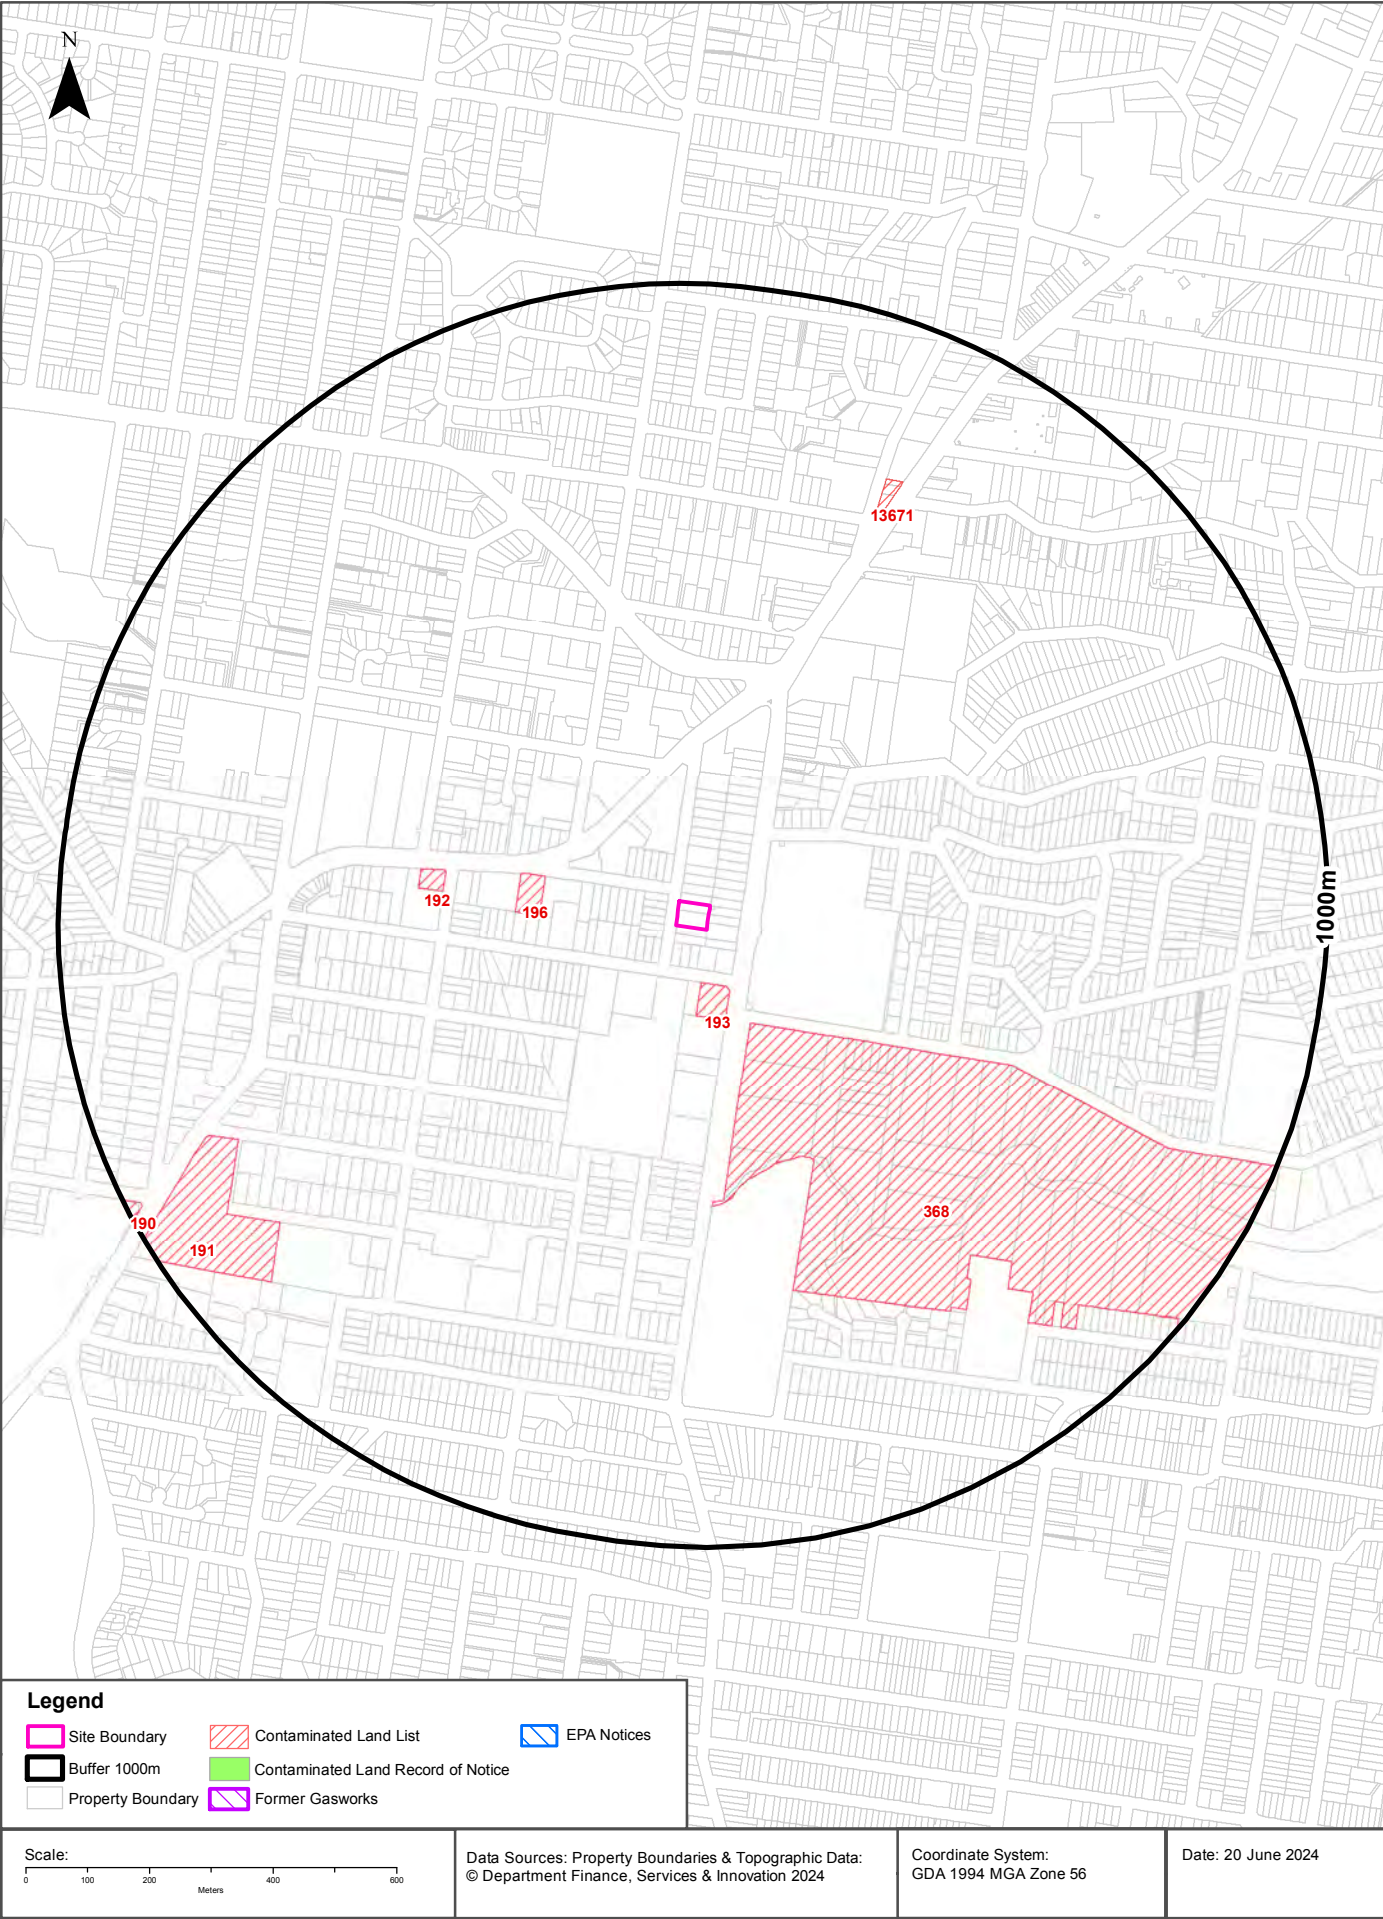 N
13671
192
196
1000m
193
368
190
191
Legend
Site Boundary
Contaminated Land List
EPA Notices
Buffer 1000m
Contaminated Land Record of Notice
Property Boundary
Former Gasworks
Scale:
0 100 200 400 600
Meters
Data Sources: Property Boundaries & Topographic Data:
© Department Finance, Services & Innovation 2024
Coordinate System:
GDA 1994 MGA Zone 56
Date: 20 June 2024